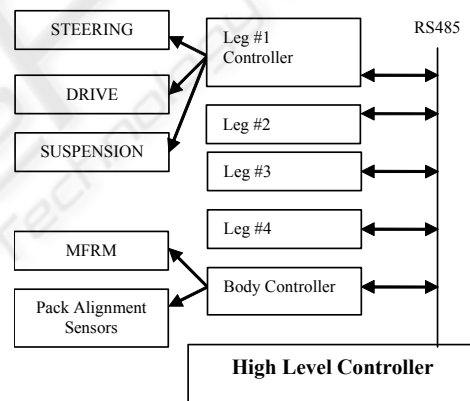 STEERING
DRIVE
SUSPENSION
MFRM
Pack Alignment
Sensors
Leg #1
Controller
Leg #2
Leg #3
Leg #4
Body Controller
RS485
High Level Controller